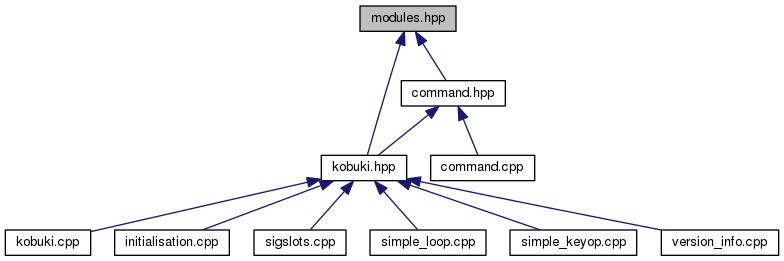 modules.hpp
command.hpp
kobuki.hpp
command.cpp
kobuki.cpp
initialisation.cpp
sigslots.cpp
simple_loop.cpp
simple_keyop.cpp
version_info.cpp